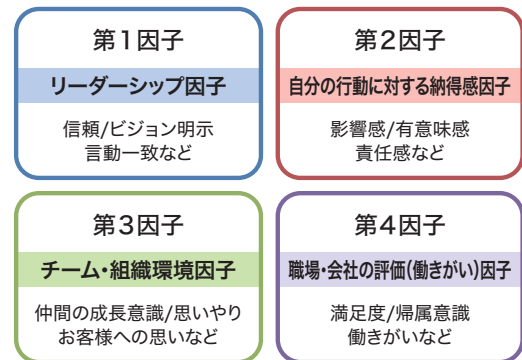 第1因子
リーダーシップ因子
信頼/ビジョン明示
言動一致など
第2因子
自分の行動に対する納得感因子
影響感/有意味感
責任感など
第3因子
チーム・組織環境因子
仲間の成長意識/思いやり
お客様への思いなど
第4因子
職場・会社の評価(働きがい)因子
満足度/帰属意識
働きがいなど